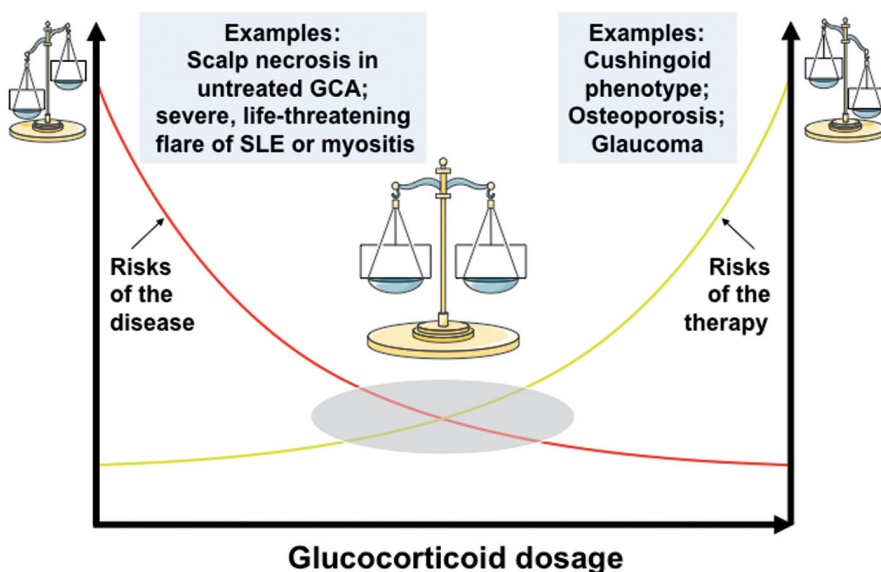 Examples:
Scalp necrosis in
untreated GCA;
severe, life-threatening
flare of SLE or myositis
Examples:
Cushingoid
phenotype;
Osteoporosis;
Glaucoma
Risks
of the
disease
Risks
of the
therapy
Glucocorticoid dosage